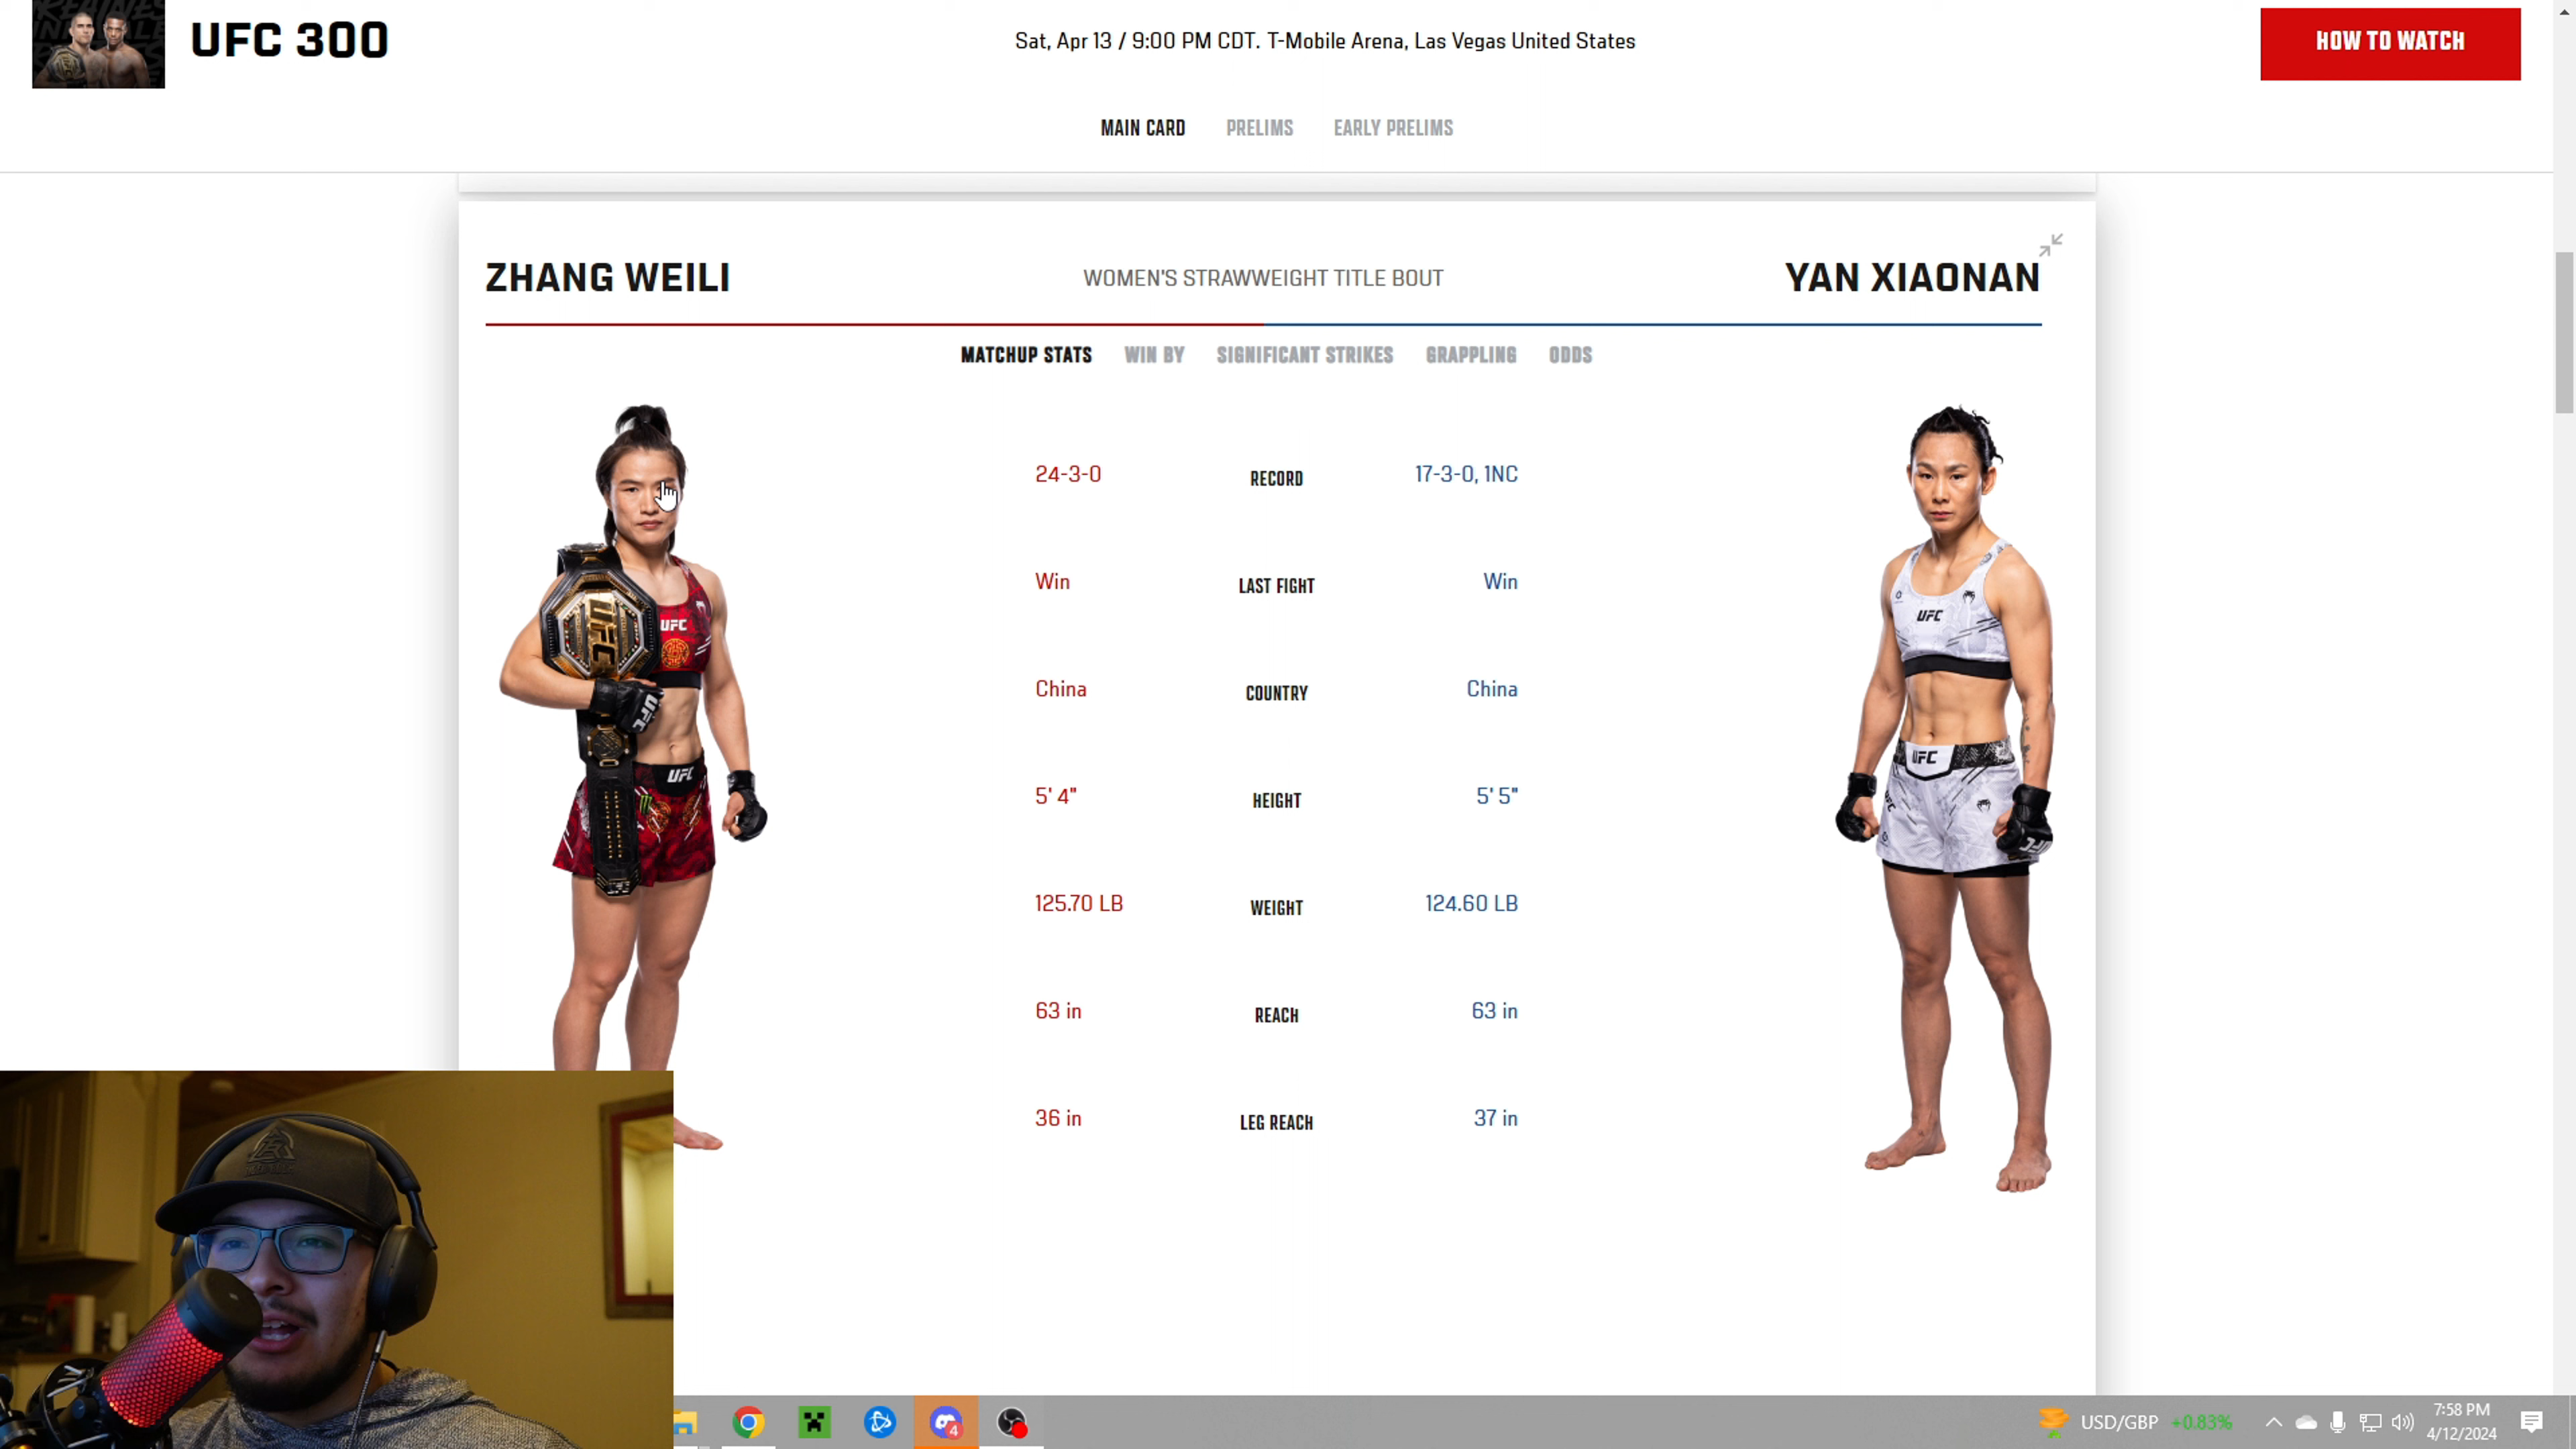 UFC 300
Sat, Apr 13 / 9:00 PM CDT. T-Mobile Arena, Las Vegas United States
HOW TO WATCH
MAIN CARD PRELIMS EARLY PRELIMS
ZHANG WEILI WOMEN'S STRAWWEIGHT TITLE BOUT YAN XIAONAN
MATCHUP STATS WIN BY SIGNIFICANT STRIKES GRAPPLING ODDS
24-3-0 RECORD 17-3-0, 1NC
Win LAST FIGHT Win
China COUNTRY China
5' 4" HEIGHT 5' 5"
125.70 LB WEIGHT 124.60 LB
63 in REACH 63 in
36 in LEG REACH 37 in
UFC
UFC
UFC
UFC
UFC
UFC
4
USD/GBP +0.83%
7:58 PM
4/12/2024